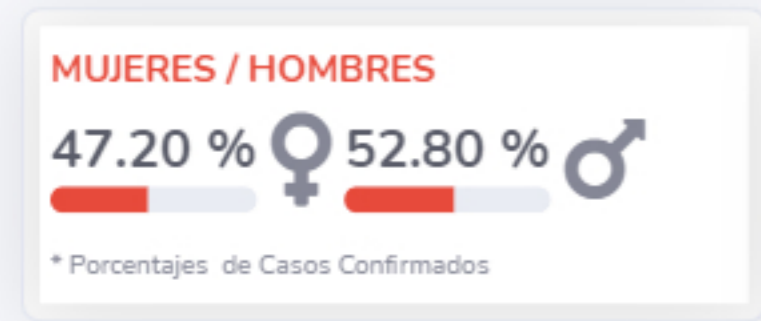 MUJERES / HOMBRES
47.20 % 52.80 %
* Porcentajes de Casos Confirmados